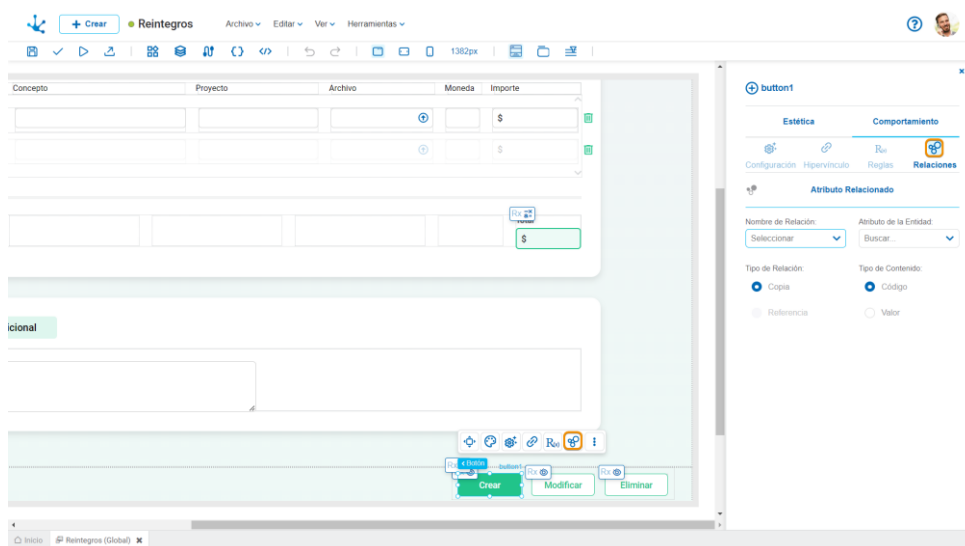 Crear
Reintegros
Archivo
Editar
Ver
Herramientas
1382px
Concepto
Proyecto
Archivo
Moneda
Importe
$
$
Rx
Total
$
icional
Rx
Botón
button1
Rx
Rx
Crear
Modificar
Eliminar
Inicio
Reintegros (Global)
button1
Estética
Comportamiento
Configuración
Hipervínculo
Reglas
Relaciones
Atributo Relacionado
Nombre de Relación:
Atributo de la Entidad:
Seleccionar
Buscar...
Tipo de Relación:
Tipo de Contenido:
Copia
Código
Referencia
Valor